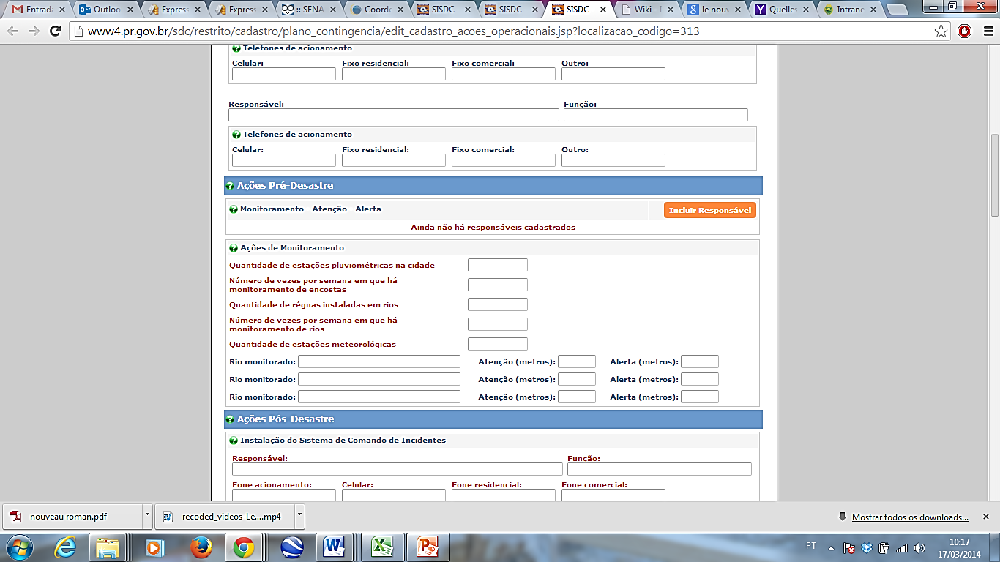 Entrad
Outloo
Express
Express
:: SENA
Coorde
SISDC -
SISDC -
SISDC -
Wiki - I
le nouv
Quelles
Intrane
www4.pr.gov.br/sdc/restrito/cadastro/plano_contingencia/edit_cadastro_acoes_operacionais.jsp?localizacao_codigo=313
Telefones de acionamento
Celular: Fixo residencial: Fixo comercial: Outro:
Responsável: Função:
Telefones de acionamento
Celular: Fixo residencial: Fixo comercial: Outro:
Ações Pré-Desastre
Monitoramento - Atenção - Alerta Incluir Responsável
Ainda não há responsáveis cadastrados
Ações de Monitoramento
Quantidade de estações pluviométricas na cidade
Número de vezes por semana em que há
monitoramento de encostas
Quantidade de réguas instaladas em rios
Número de vezes por semana em que há
monitoramento de rios
Quantidade de estações meteorológicas
Rio monitorado: Atenção (metros): Alerta (metros):
Rio monitorado: Atenção (metros): Alerta (metros):
Rio monitorado: Atenção (metros): Alerta (metros):
Ações Pós-Desastre
Instalação do Sistema de Comando de Incidentes
Responsável: Função:
Fone acionamento: Celular: Fone residencial: Fone comercial:
nouveau roman.pdf recoded_videos-Le....mp4 Mostrar todos os downloads...
PT 10:17
17/03/2014